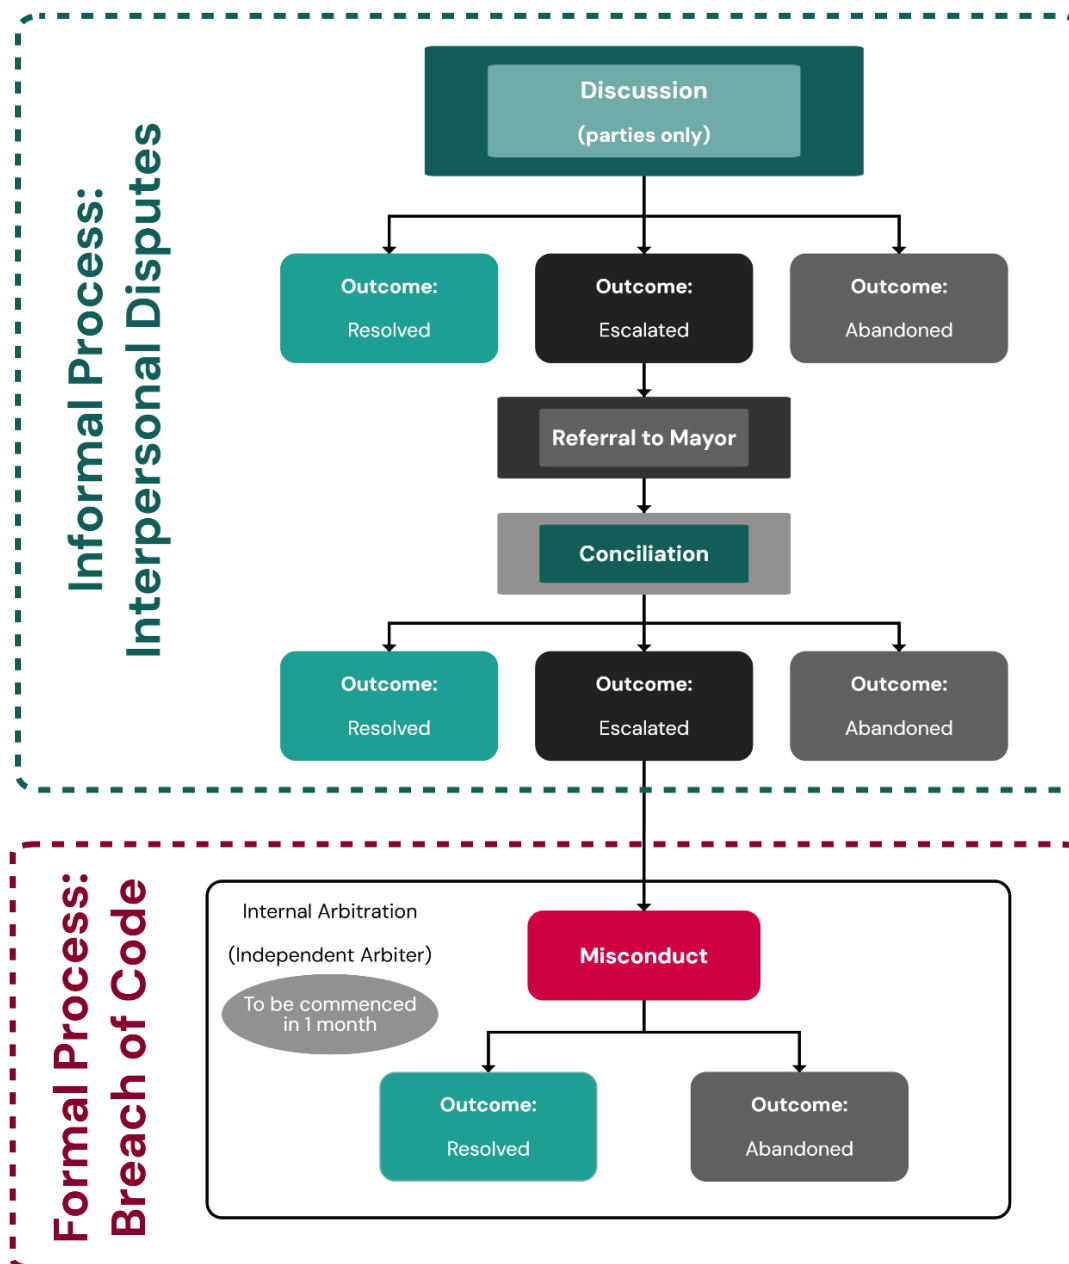 Informal Process:
Interpersonal Disputes
Discussion
(parties only)
Outcome:
Resolved
Outcome:
Escalated
Outcome:
Abandoned
Referral to Mayor
Conciliation
Outcome:
Resolved
Outcome:
Escalated
Outcome:
Abandoned
Formal Process:
Breach of Code
Internal Arbitration
(Independent Arbiter)
To be commenced
in 1 month
Misconduct
Outcome:
Resolved
Outcome:
Abandoned